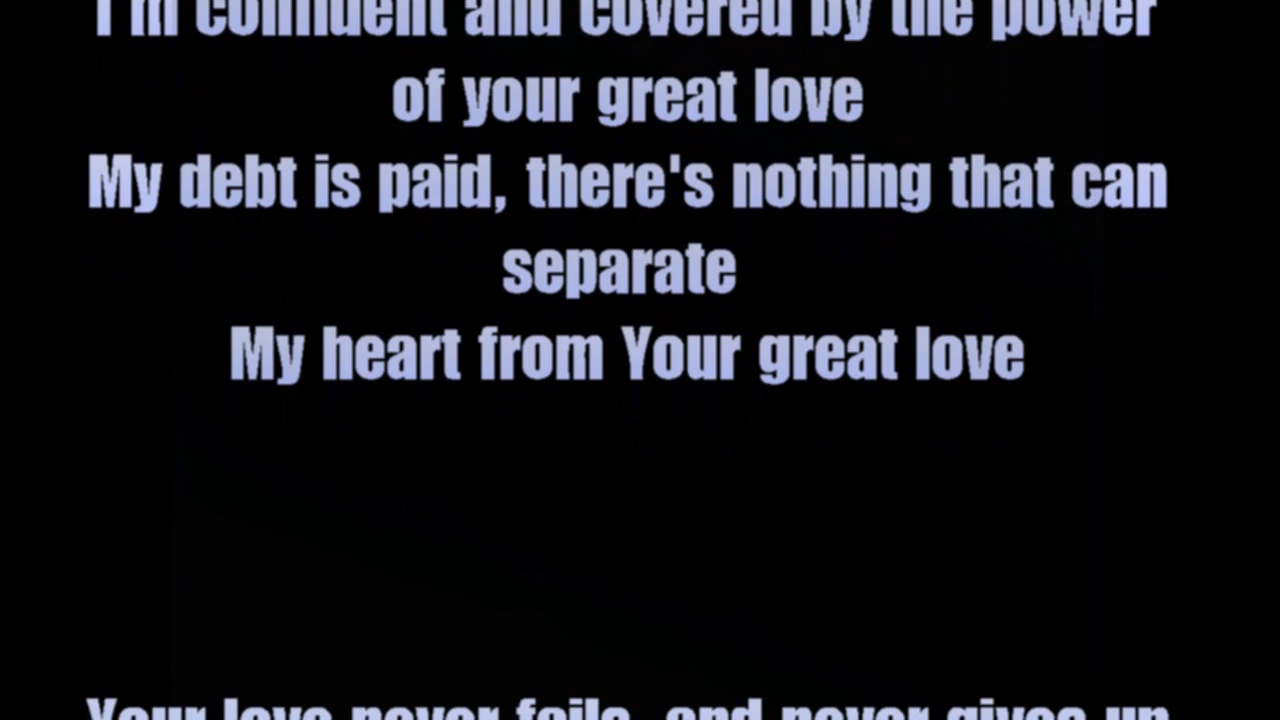 I'm confident and covered by the power
of your great love
My debt is paid, there's nothing that can
separate
My heart from Your great love
Your love never fails, and never gives up